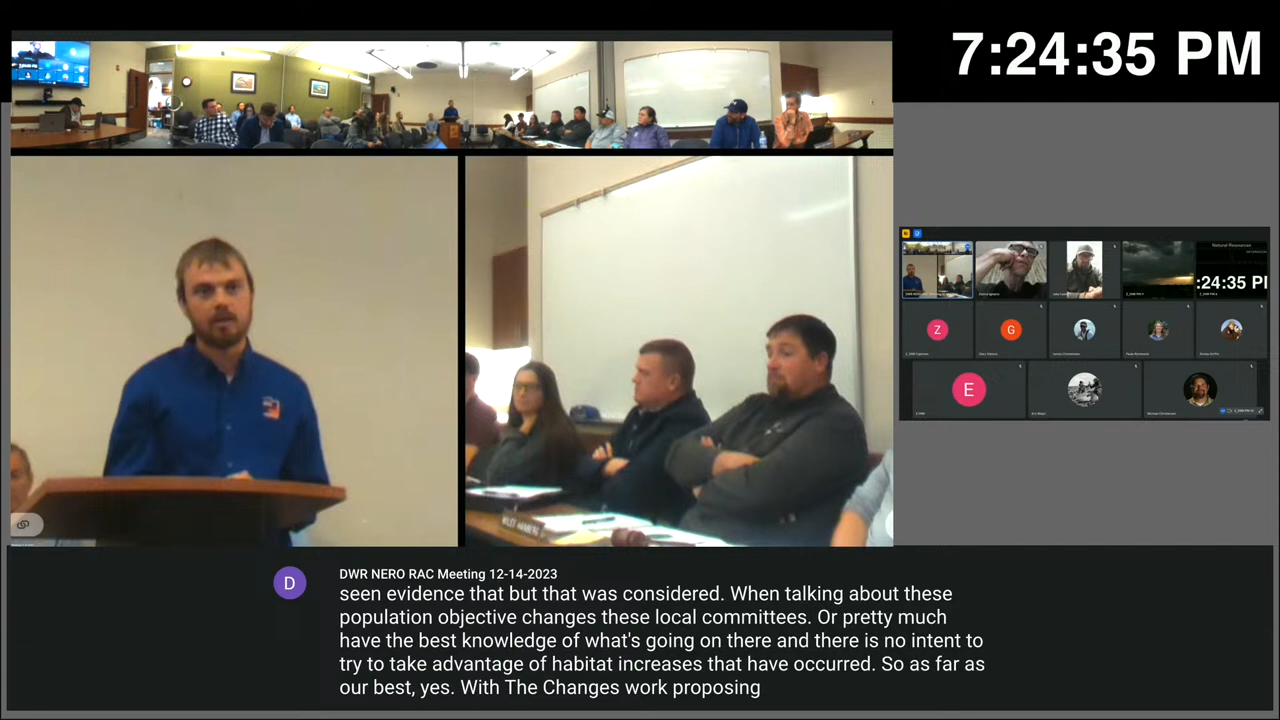 7:24:35 PM
Natural Resources
:24:35 PI
Z
G
E
D
DWR NERO RAC Meeting 12-14-2023
seen evidence that but that was considered. When talking about these
population objective changes these local committees. Or pretty much
have the best knowledge of what's going on there and there is no intent to
try to take advantage of habitat increases that have occurred. So as far as
our best, yes. With The Changes work proposing